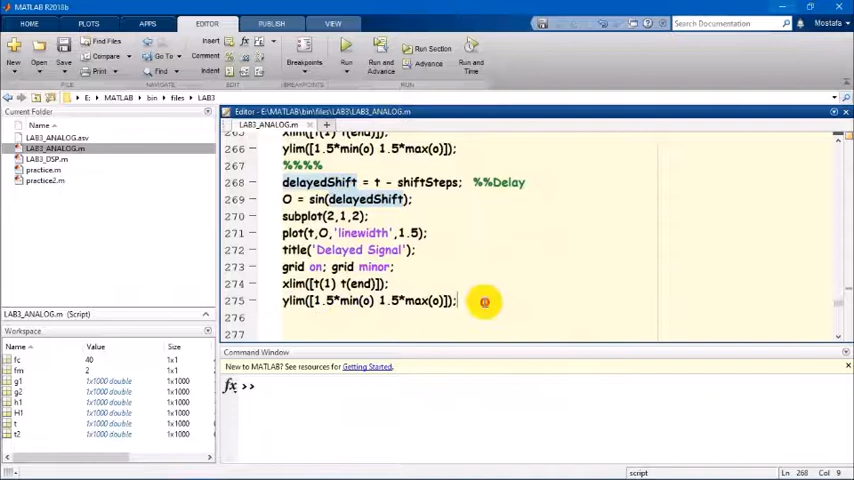 MATLAB R2018b
HOME PLOTS APPS EDITOR PUBLISH VIEW
Search Documentation Mostafa
New Open Save Find Files Compare Print Go To Find Insert Comment Indent Breakpoints Run Run and Advance Run Section Advance Run and Time
FILE NAVIGATE EDIT BREAKPOINTS RUN
E: MATLAB bin files LAB3
Current Folder
Name
LAB3_ANALOG.asv
LAB3_ANALOG.m
LAB3_DSP.m
practice.m
practice2.m
LAB3_ANALOG.m (Script)
Workspace
Name Value Size
fc 40 1x1
fm 2 1x1
g1 1x1000 double 1x1000
g2 1x1000 double 1x1000
h1 1x1000 double 1x1000
H1 1x1000 double 1x1000
t 1x1000 double 1x1000
t2 1x1000 double 1x1000
Editor - E:\MATLAB\bin\files\LAB3\LAB3_ANALOG.m
LAB3_ANALOG.m
265 xlim([t(1) t(end)]);
266 ylim([1.5*min(o) 1.5*max(o)]);
267 %%%%
268 delayedShift = t - shiftSteps; %%Delay
269 O = sin(delayedShift);
270 subplot(2,1,2);
271 plot(t,O,'linewidth',1.5);
272 title('Delayed Signal');
273 grid on; grid minor;
274 xlim([t(1) t(end)]);
275 ylim([1.5*min(o) 1.5*max(o)]);
276
277
Command Window
New to MATLAB? See resources for Getting Started.
fx >>
script Ln 268 Col 9